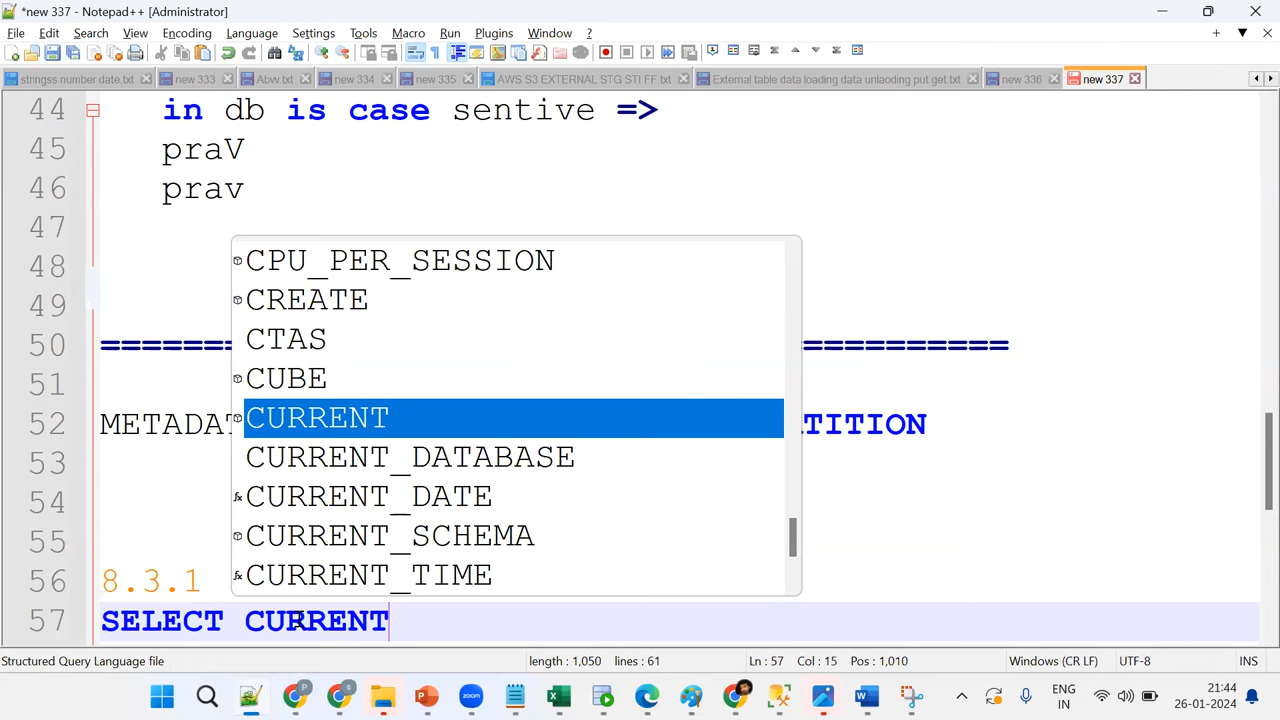 *new 337 - Notepad++ [Administrator]
File Edit Search View Encoding Language Settings Tools Macro Run Plugins Window ?
stringss number date.txt new 333 Abvv.txt new 335 AWS S3 EXTERNAL STG STI FF txt External table data loading data unlaoding put get.txt new 336 new 337
44 in db is case sentive =>
45 praV
46 prav
47
48
49
50 ==================
51
52 METADAT TITION
53
54
55
56 8.3.1
57 SELECT CURRENT
CPU_PER_SESSION
CREATE
CTAS
CUBE
CURRENT
CURRENT_DATABASE
CURRENT_DATE
CURRENT_SCHEMA
CURRENT_TIME
Structured Query Language file length : 1,050 lines : 61 Ln : 57 Col : 15 Pos : 1,010 Windows (CR LF) UTF-8 INS
zoom ENG 21:44
IN 26-01-2024